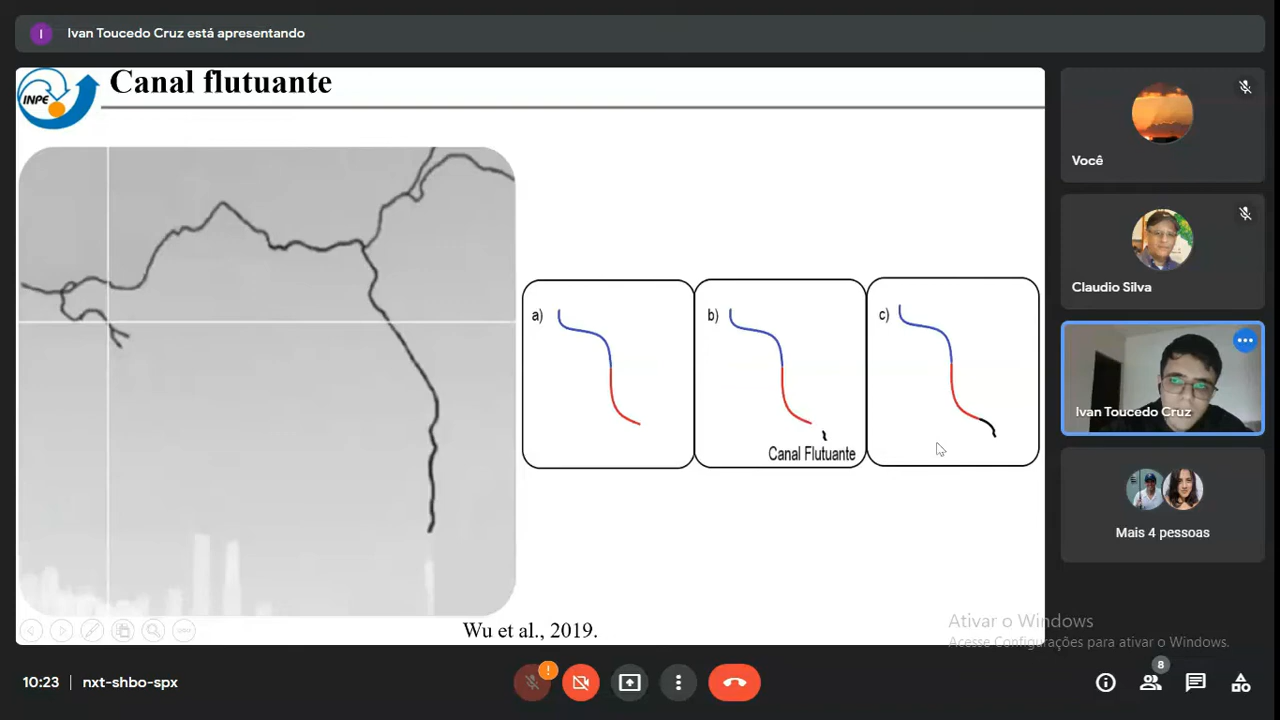 I
Ivan Toucedo Cruz está apresentando
INPE
Canal flutuante
Você
Claudio Silva
a)
b)
c)
Canal Flutuante
Ivan Toucedo Cruz
Mais 4 pessoas
Wu et al., 2019.
Ativar o Windows
Acesse Configurações para ativar o Windows.
!
8
10:23 | nxt-shbo-spx